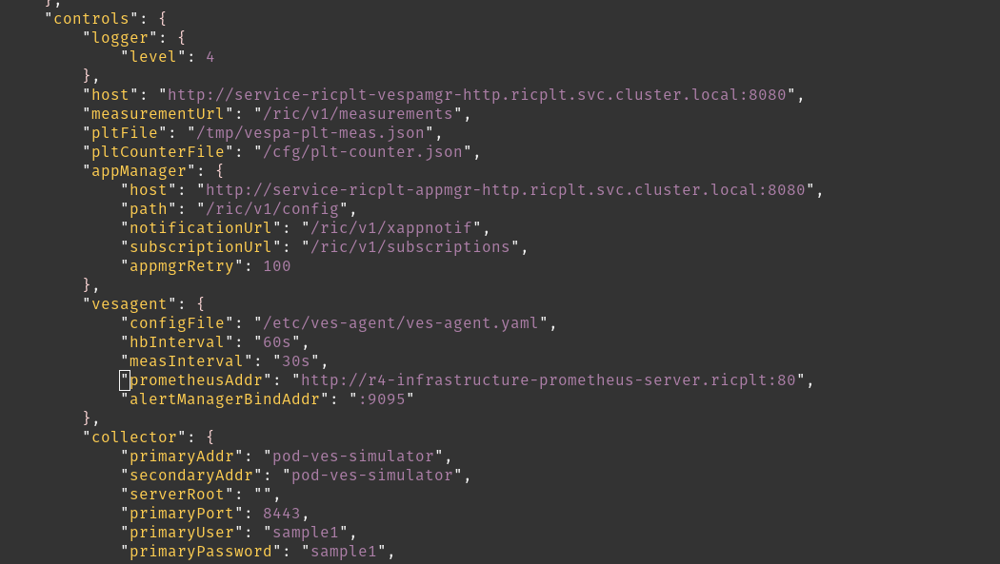 },
"controls": {
"logger": {
"level": 4
},
"host": "http://service-ricplt-vespamgr-http.ricplt.svc.cluster.local:8080",
"measurementUrl": "/ric/v1/measurements",
"pltFile": "/tmp/vespa-plt-meas.json",
"pltCounterFile": "/cfg/plt-counter.json",
"appManager": {
"host": "http://service-ricplt-appmgr-http.ricplt.svc.cluster.local:8080",
"path": "/ric/v1/config",
"notificationUrl": "/ric/v1/xappnotif",
"subscriptionUrl": "/ric/v1/subscriptions",
"appmgrRetry": 100
},
"vesagent": {
"configFile": "/etc/ves-agent/ves-agent.yaml",
"hbInterval": "60s",
"measInterval": "30s",
"prometheusAddr": "http://r4-infrastructure-prometheus-server.ricplt:80",
"alertManagerBindAddr": ":9095"
},
"collector": {
"primaryAddr": "pod-ves-simulator",
"secondaryAddr": "pod-ves-simulator",
"serverRoot": "",
"primaryPort": 8443,
"primaryUser": "sample1",
"primaryPassword": "sample1",